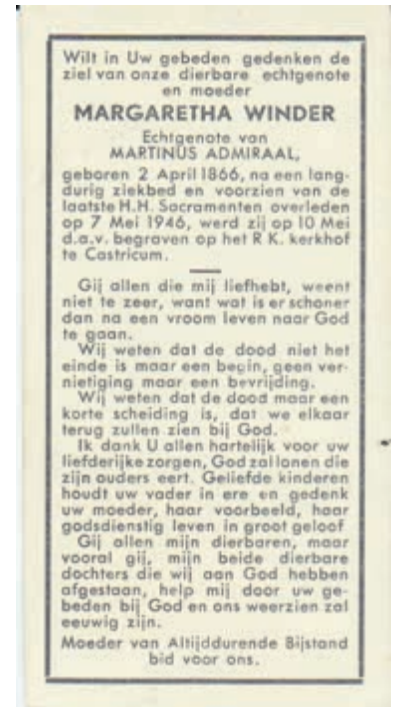 Wilt in Uw gebeden gedenken de
ziel van onze dierbare echtgenote
en moeder
MARGARETHA WINDER
Echtgenote van
MARTINUS ADMIRAAL,
geboren 2 April 1866, na een lang-
durig ziekbed en voorzien van de
laatste H.H. Sacramenten overleden
op 7 Mei 1946, werd zij op 10 Mei
d.a.v. begraven op het R K. kerkhof
te Castricum.
Gij allen die mij liefhebt, weent
niet te zeer, want wat is er schoner
dan na een vroom leven naar God
te gaan.
Wij weten dat de dood niet het
einde is maar een begin, geen ver-
nietiging maar een bevrijding.
Wij weten dat de dood maar een
korte scheiding is, dat we elkaar
terug zullen zien bij God.
Ik dank U allen hartelijk voor uw
liefderijke zorgen, God zal lonen die
zijn ouders eert. Geliefde kinderen
houdt uw vader in ere en gedenk
uw moeder, haar voorbeeld, haar
godsdienstig leven in groot geloof
Gij allen mijn dierbaren, maar
vooral gij, mijn beide dierbare
dochters die wij aan God hebben
afgestaan, help mij door uw ge-
beden bij God en ons weerzien zal
eeuwig zijn.
Moeder van Altijddurende Bijstand
bid voor ons.